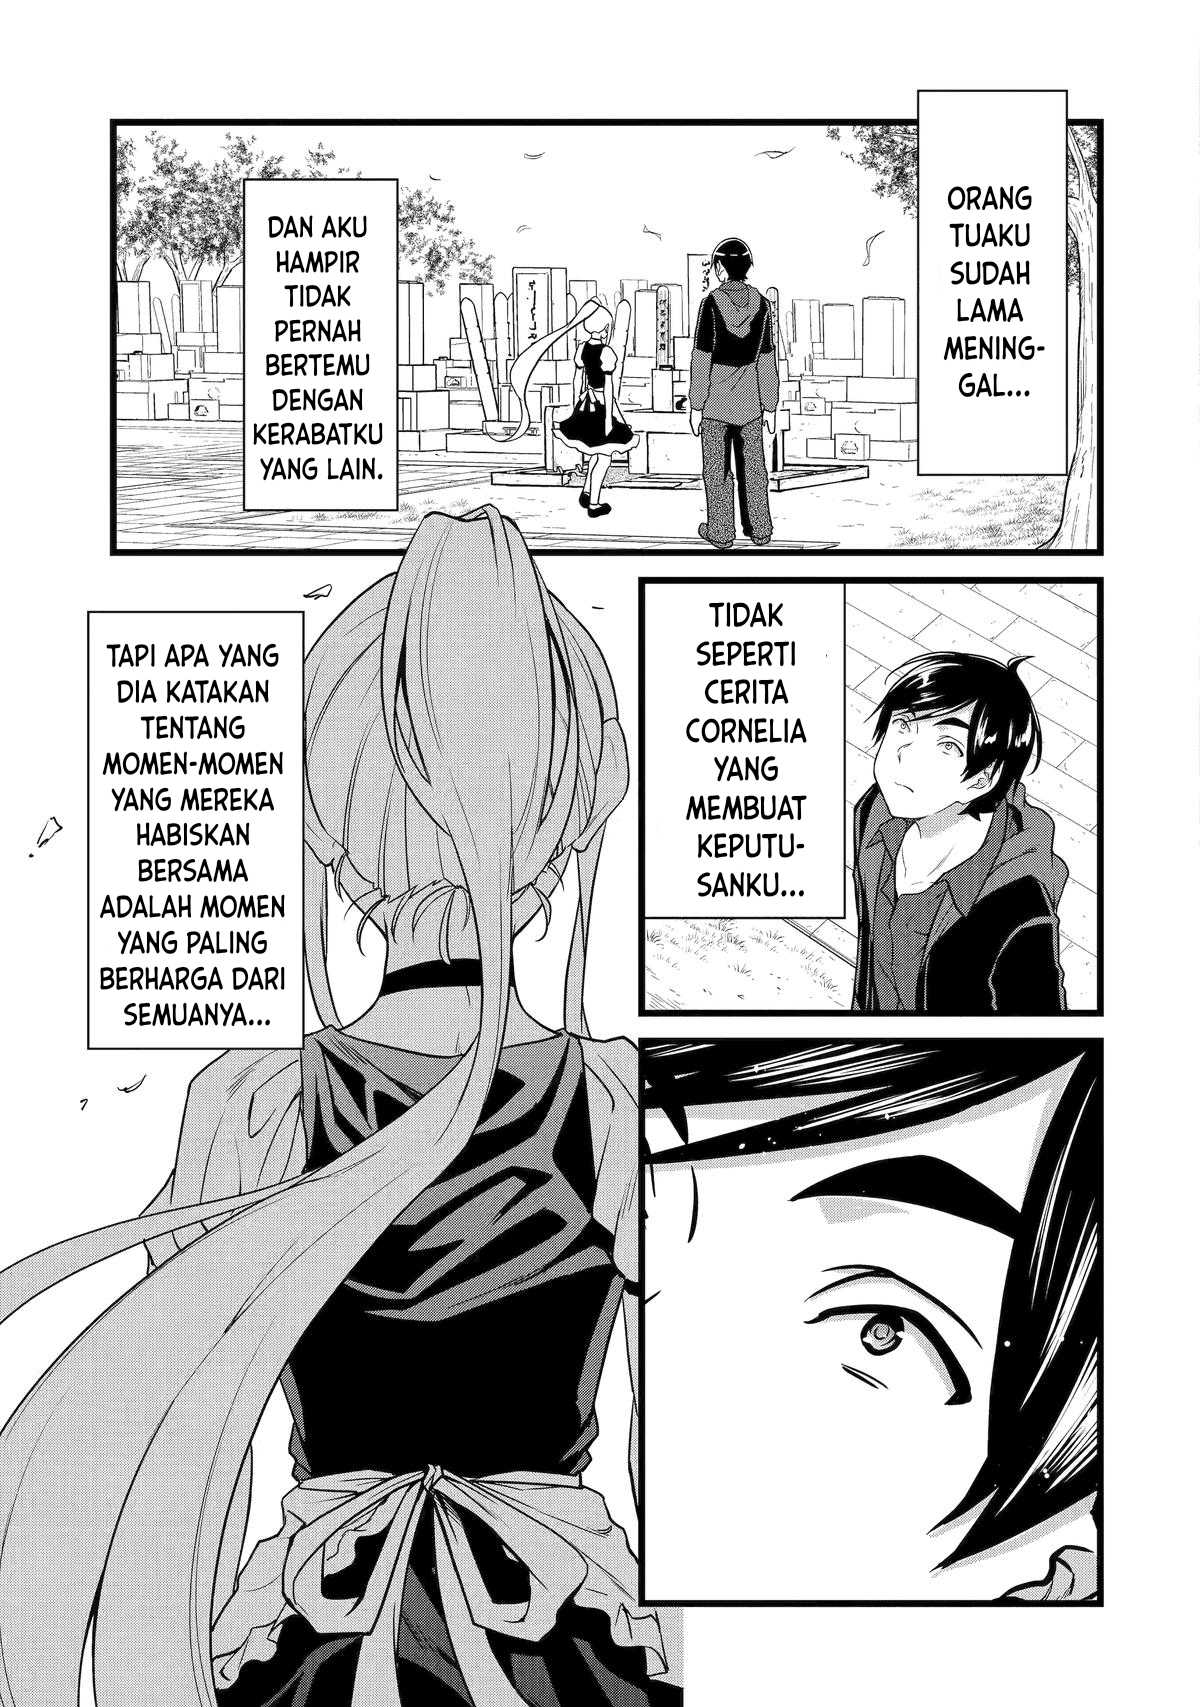 ORANG
TUAKU
SUDAH
LAMA
MENING-
GAL...
DAN AKU
HAMPIR
TIDAK
PERNAH
BERTEMU
DENGAN
KERABATKU
YANG LAIN.
TIDAK
SEPERTI
CERITA
CORNELIA
YANG
MEMBUAT
KEPUTU-
SANKU...
TAPI APA YANG
DIA KATAKAN
TENTANG
MOMEN-MOMEN
YANG MEREKA
HABISKAN
BERSAMA
ADALAH MOMEN
YANG PALING
BERHARGA DARI
SEMUANYA...